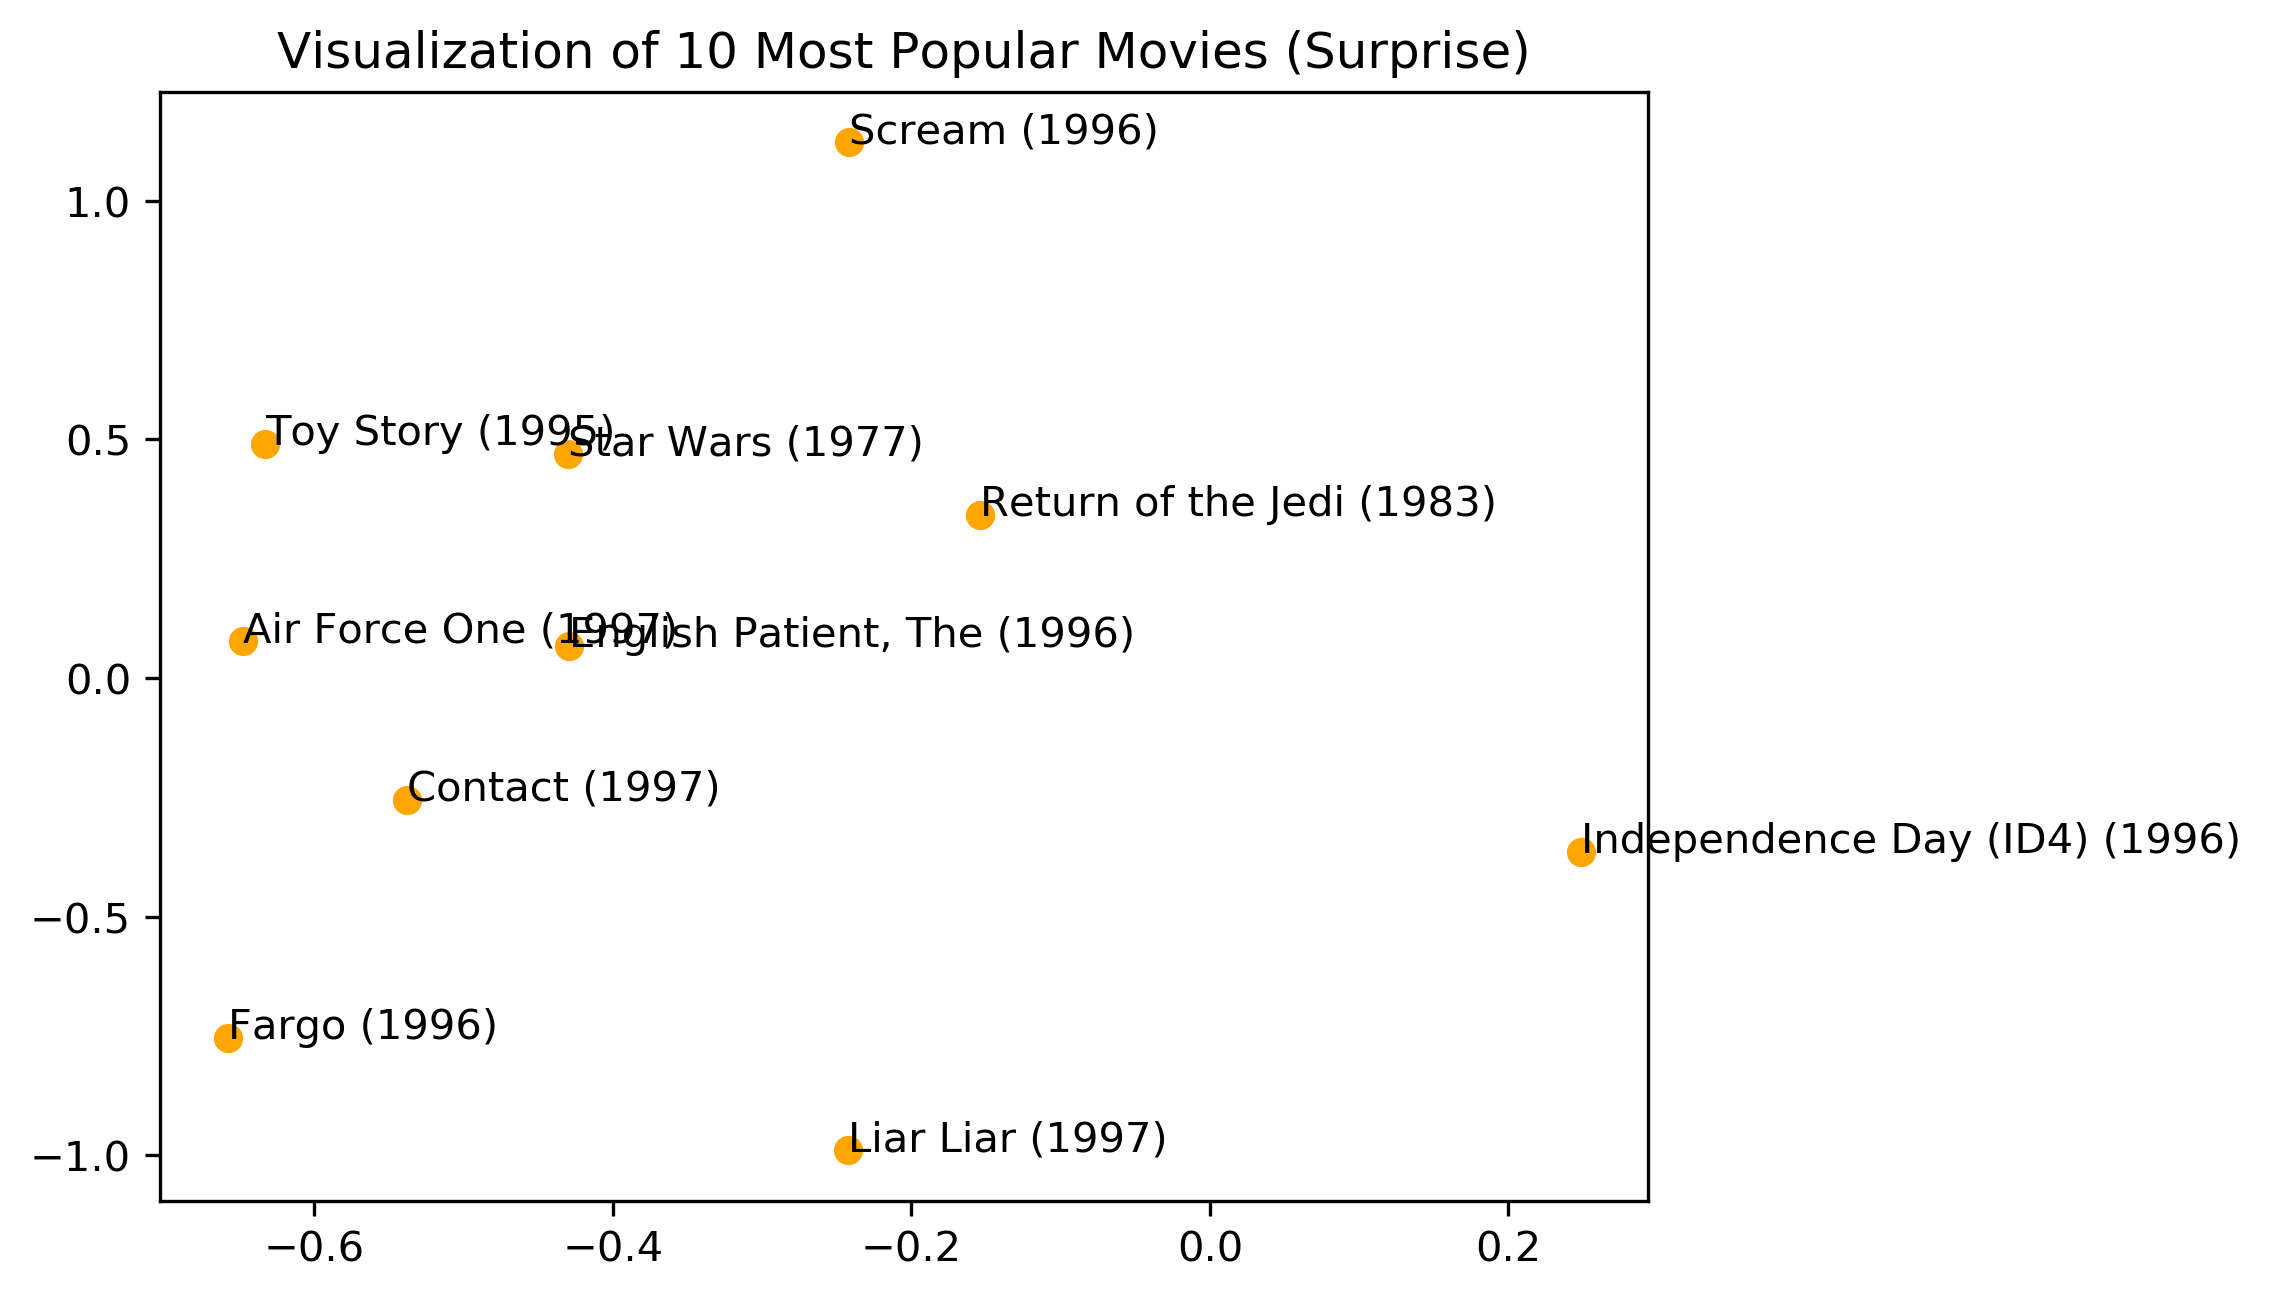 Visualization of 10 Most Popular Movies (Surprise)
Scream (1996)
1.0
Toy Story (1995)
Star Wars (1977)
0.5
Return of the Jedi (1983)
Air Force One (1997)
English Patient, The (1996)
0.0
Contact (1997)
Independence Day (ID4) (1996)
−0.5
Fargo (1996)
Liar Liar (1997)
−1.0
−0.6 −0.4 −0.2 0.0 0.2